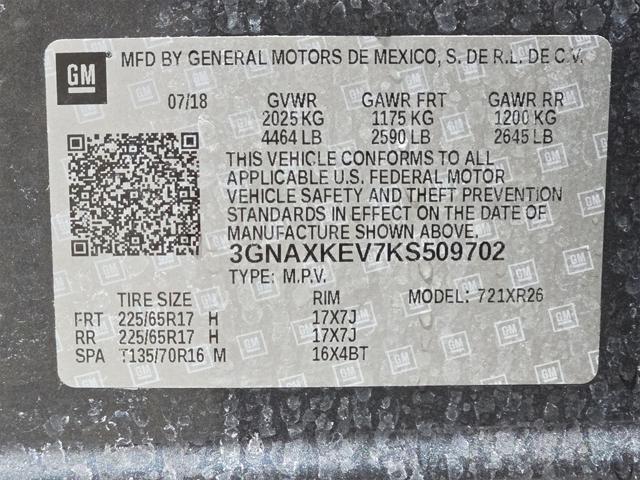 GM
MFD BY GENERAL MOTORS DE MEXICO, S. DE R.L. DE C.V.
07/18 GVWR GAWR FRT GAWR RR
2025 KG 1175 KG 1200 KG
4464 LB 2590 LB 2645 LB
THIS VEHICLE CONFORMS TO ALL
APPLICABLE U.S. FEDERAL MOTOR
VEHICLE SAFETY AND THEFT PREVENTION
STANDARDS IN EFFECT ON THE DATE OF
MANUFACTURE SHOWN ABOVE.
3GNAXKEV7KS509702
TYPE: M.P.V.
TIRE SIZE RIM MODEL: 721XR26
FRT 225/65R17 H 17X7J
RR 225/65R17 H 17X7J
SPA T135/70R16 M 16X4BT